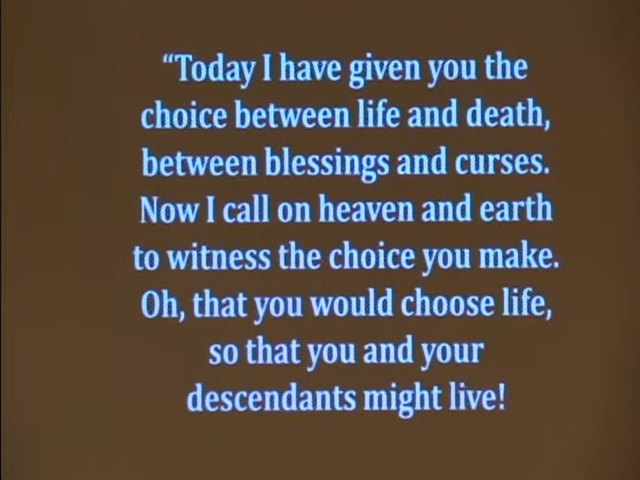 “Today I have given you the
choice between life and death,
between blessings and curses.
Now I call on heaven and earth
to witness the choice you make.
Oh, that you would choose life,
so that you and your
descendants might live!